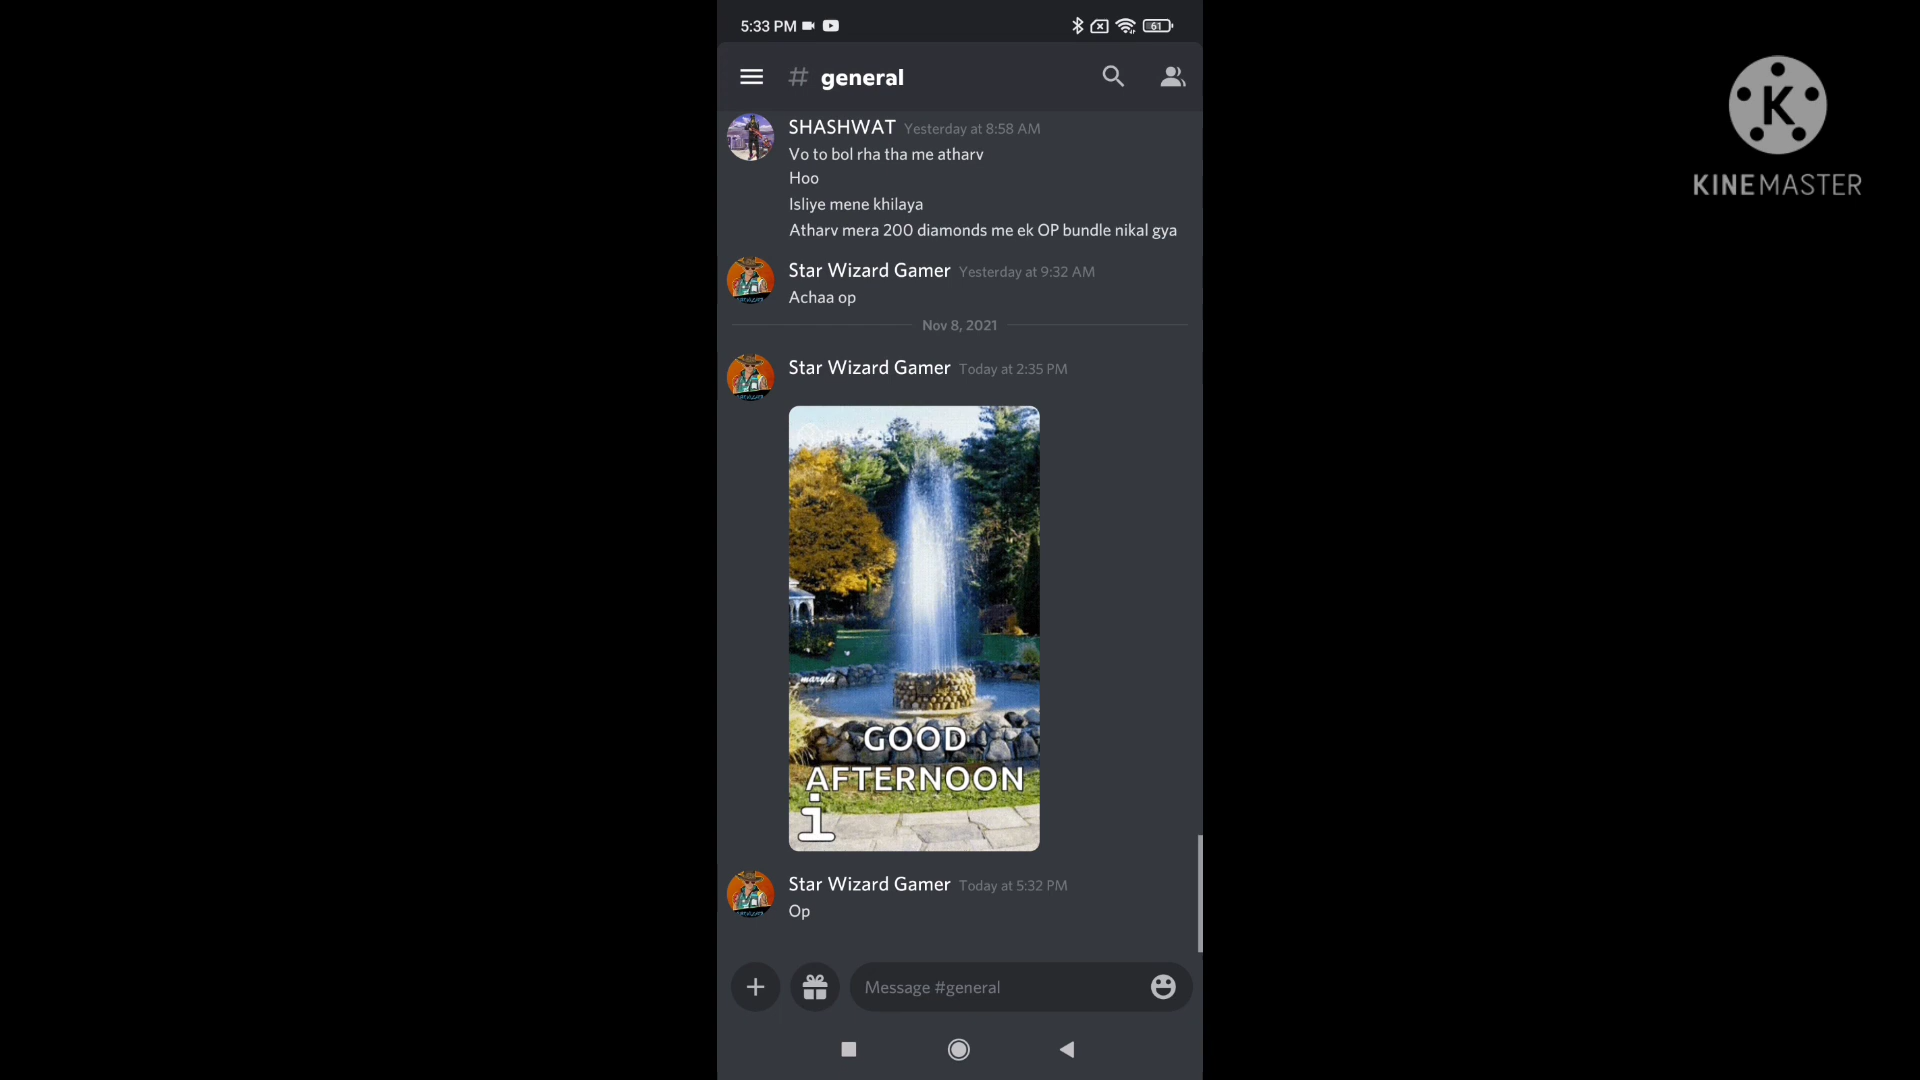 5:33 PM
61
# general
SHASHWAT Yesterday at 8:58 AM
Vo to bol rha tha me atharv
Hoo
Isliye mene khilaya
Atharv mera 200 diamonds me ek OP bundle nikal gya
Star Wizard Gamer Yesterday at 9:32 AM
Achaa op
Nov 8, 2021
Star Wizard Gamer Today at 2:35 PM
maryla
GOOD
AFTERNOON
i
Star Wizard Gamer Today at 5:32 PM
Op
Message #general
K
KINEMASTER